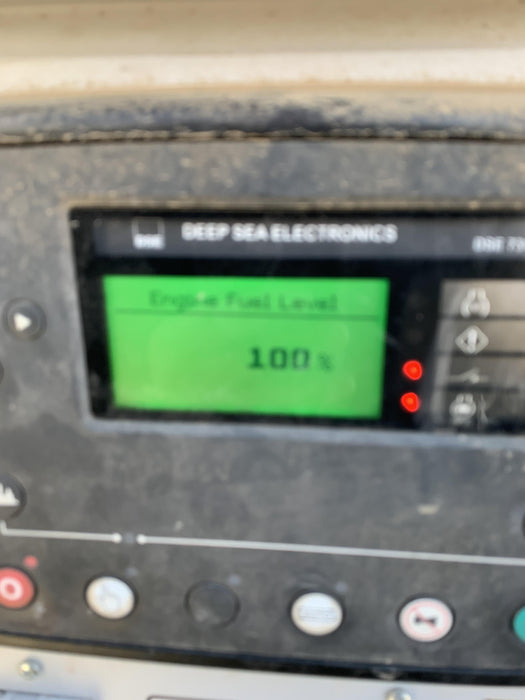 DEEP SEA ELECTRONICS
Engine Fuel Level
100 %